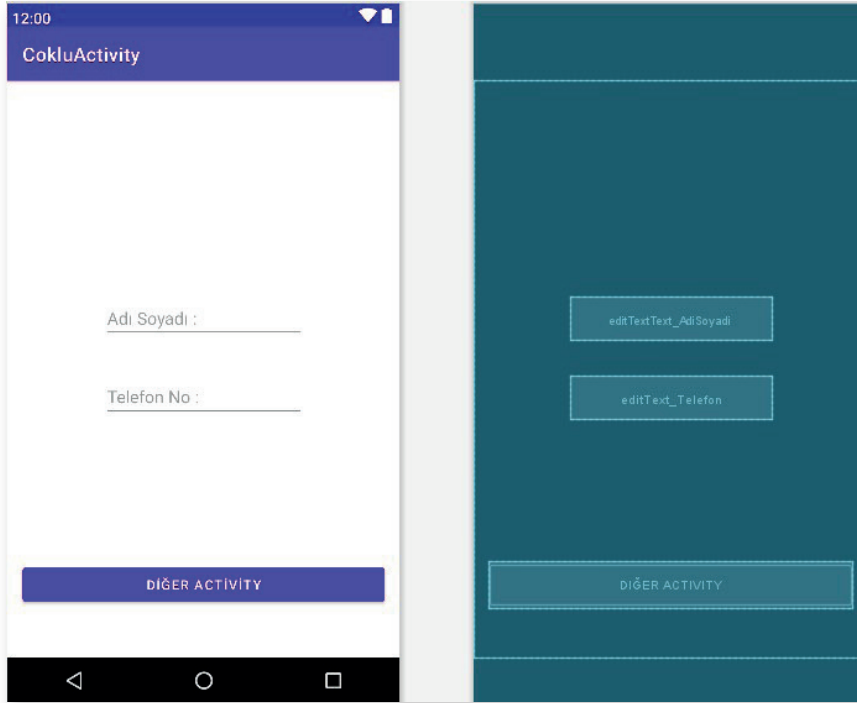 12:00
CokluActivity
Adı Soyadı :
Telefon No :
DİĞER ACTİVİTY
editTextText_AdiSoyadi
editText_Telefon
DİĞER ACTIVITY